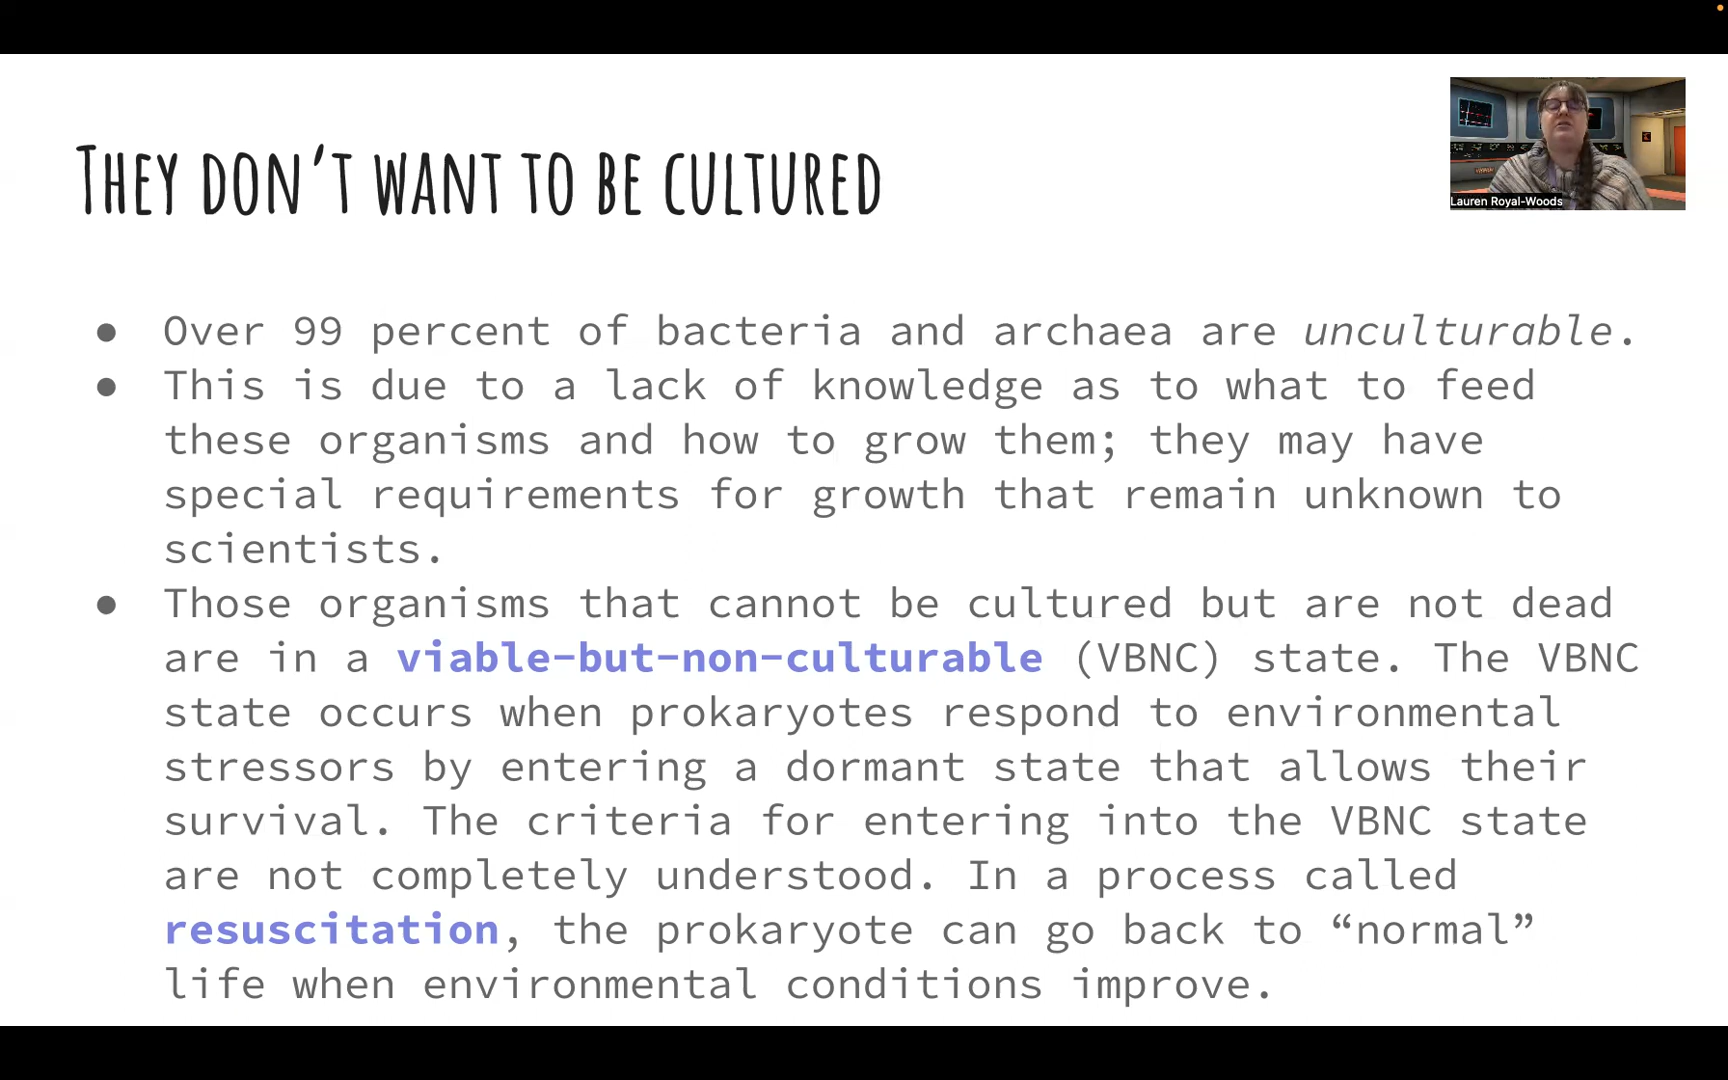 They don’t want to be cultured
Lauren Royal-Woods
● Over 99 percent of bacteria and archaea are unculturable.
● This is due to a lack of knowledge as to what to feed
these organisms and how to grow them; they may have
special requirements for growth that remain unknown to
scientists.
● Those organisms that cannot be cultured but are not dead
are in a viable-but-non-culturable (VBNC) state. The VBNC
state occurs when prokaryotes respond to environmental
stressors by entering a dormant state that allows their
survival. The criteria for entering into the VBNC state
are not completely understood. In a process called
resuscitation, the prokaryote can go back to “normal”
life when environmental conditions improve.